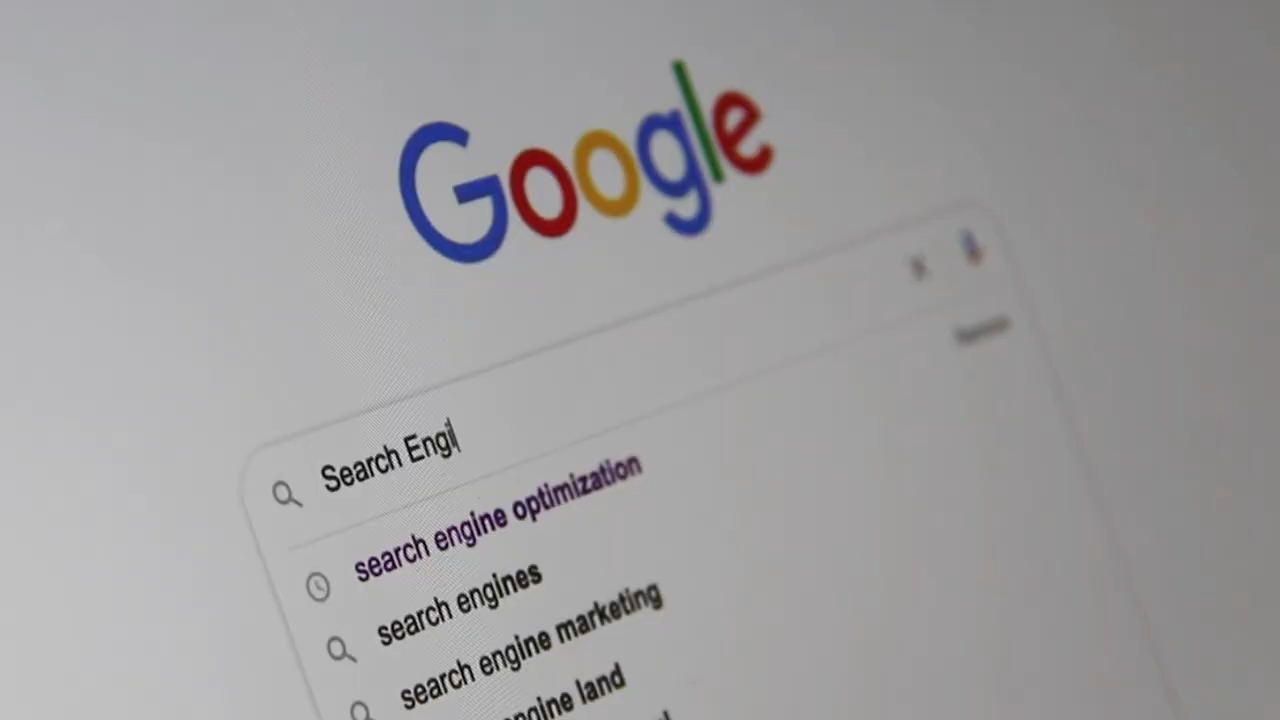 Google
Search Engi
search engine optimization
search engines
search engine marketing
engine land